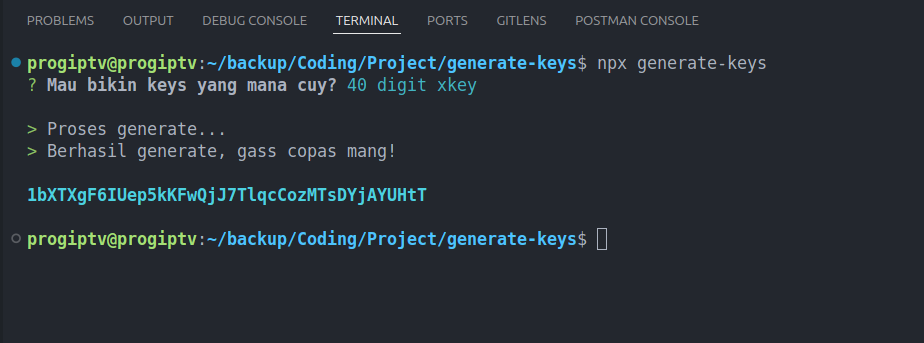 PROBLEMS OUTPUT DEBUG CONSOLE TERMINAL PORTS GITLENS POSTMAN CONSOLE
progiptv@progiptv:~/backup/Coding/Project/generate-keys$ npx generate-keys
? Mau bikin keys yang mana cuy? 40 digit xkey
> Proses generate...
> Berhasil generate, gass copas mang!
1bXTXgF6IUep5kKFwQjJ7TlqcCozMTsDYjAYUHtT
progiptv@progiptv:~/backup/Coding/Project/generate-keys$